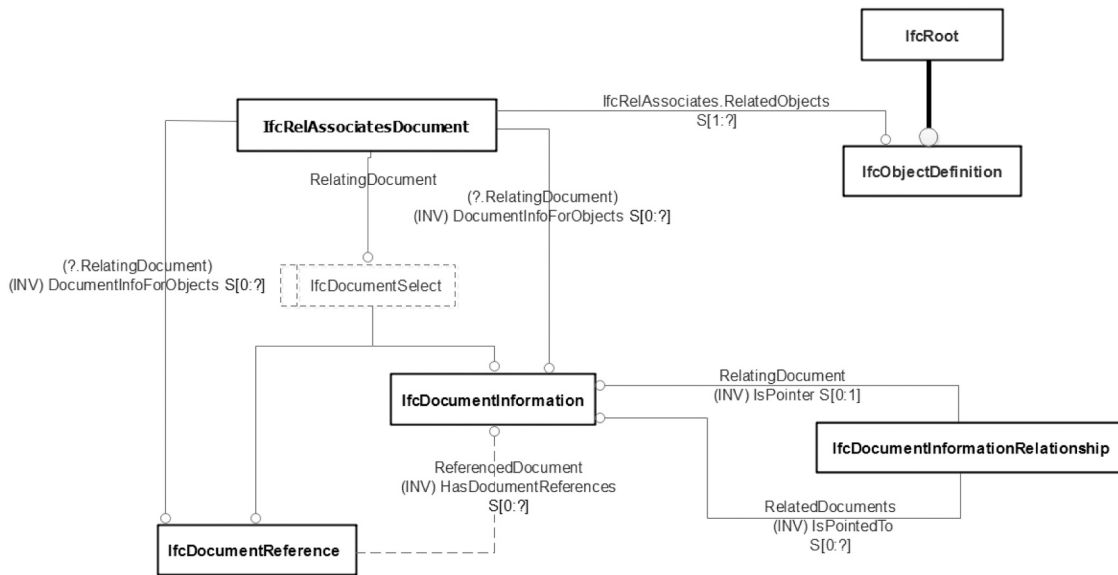 IfcRoot
IfcRelAssociates.RelatedObjects
S[1:?]
IfcRelAssociatesDocument
IfcObjectDefinition
RelatingDocument
(?.RelatingDocument)
(INV) DocumentInfoForObjects S[0:?]
(?.RelatingDocument)
(INV) DocumentInfoForObjects S[0:?]
IfcDocumentSelect
RelatingDocument
(INV) IsPointer S[0:1]
IfcDocumentInformation
IfcDocumentInformationRelationship
ReferencedDocument
(INV) HasDocumentReferences
S[0:?]
RelatedDocuments
(INV) IsPointedTo
S[0:?]
IfcDocumentReference